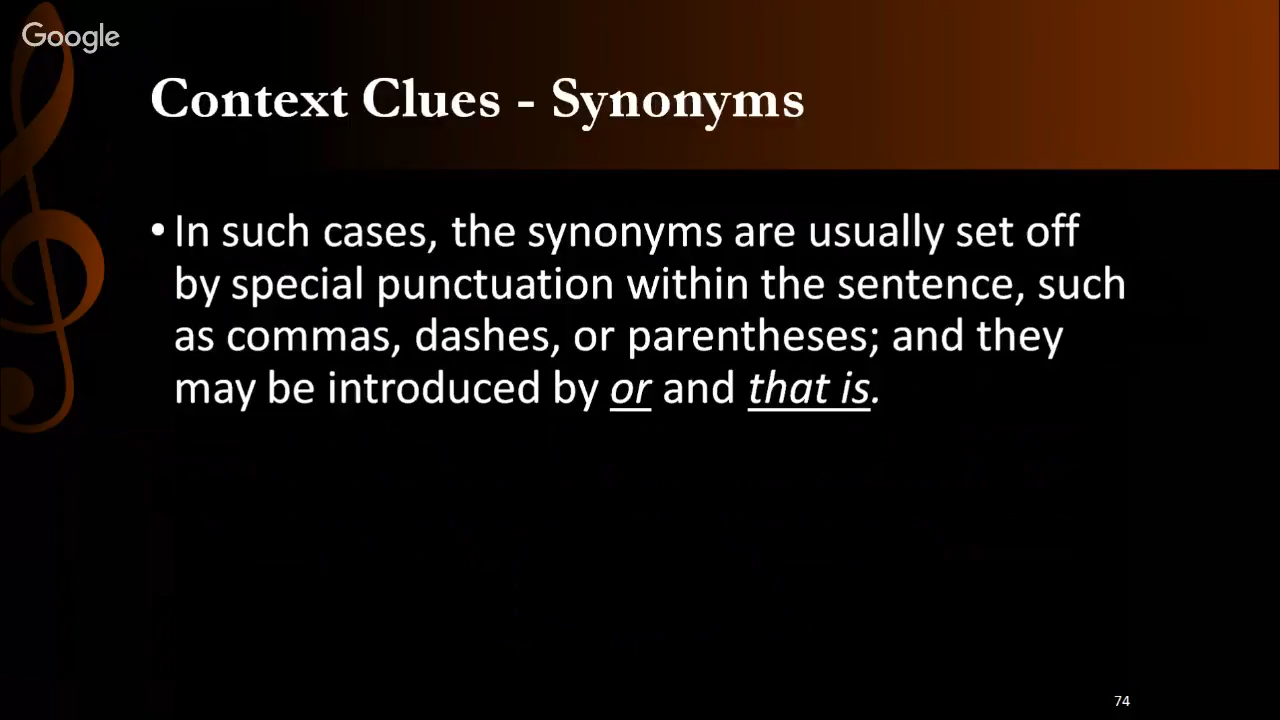 Google
Context Clues - Synonyms
• In such cases, the synonyms are usually set off
by special punctuation within the sentence, such
as commas, dashes, or parentheses; and they
may be introduced by or and that is.
74